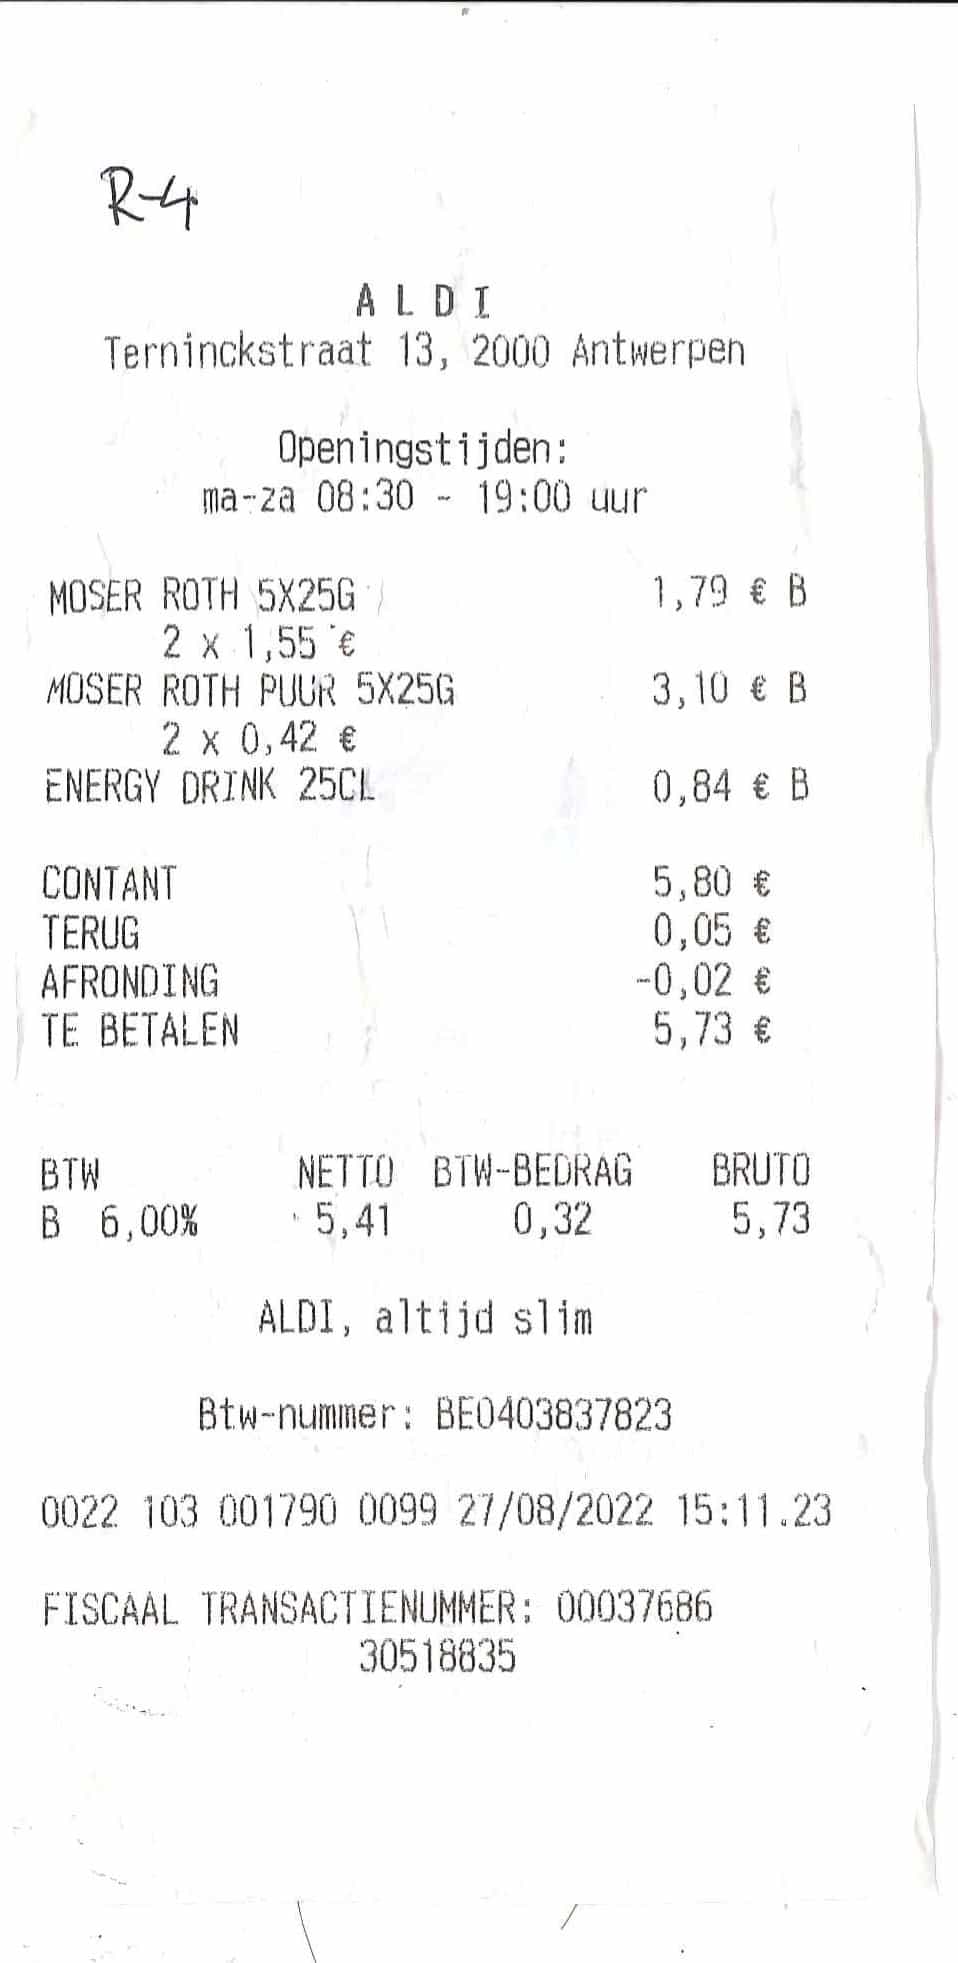 R-4
ALDI
Terninckstraat 13, 2000 Antwerpen
Openingstijden:
ma-za 08:30 - 19:00 uur
MOSER ROTH 5X25G 1,79 € B
2 x 1,55 €
MOSER ROTH PUUR 5X25G 3,10 € B
2 x 0,42 €
ENERGY DRINK 25CL 0,84 € B
CONTANT 5,80 €
TERUG 0,05 €
AFRONDING -0,02 €
TE BETALEN 5,73 €
BTW NETTO BTW-BEDRAG BRUTO
B 6,00% 5,41 0,32 5,73
ALDI, altijd slim
Btw-nummer: BE0403837823
0022 103 001790 0099 27/08/2022 15:11.23
FISCAAL TRANSACTIENUMMER: 00037686
30518835